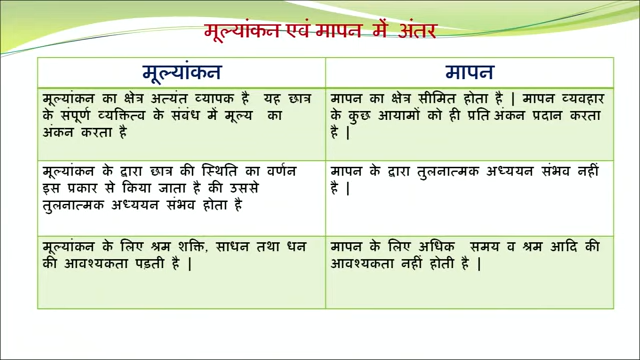 मूल्यांकन एवं मापन में अंतर
मूल्यांकन
मापन
मूल्यांकन का क्षेत्र अत्यंत व्यापक है यह छात्र
के संपूर्ण व्यक्तित्व के संबंध में मूल्य का
अंकन करता है
मापन का क्षेत्र सीमित होता है | मापन व्यवहार
के कुछ आयामों को ही प्रति अंकन प्रदान करता
है |
मूल्यांकन के द्वारा छात्र की स्थिति का वर्णन
इस प्रकार से किया जाता है की उससे
तुलनात्मक अध्ययन संभव होता है
मापन के द्वारा तुलनात्मक अध्ययन संभव नहीं
है |
मूल्यांकन के लिए श्रम शक्ति, साधन तथा धन
की आवश्यकता पड़ती है |
मापन के लिए अधिक समय व श्रम आदि की
आवश्यकता नहीं होती है |